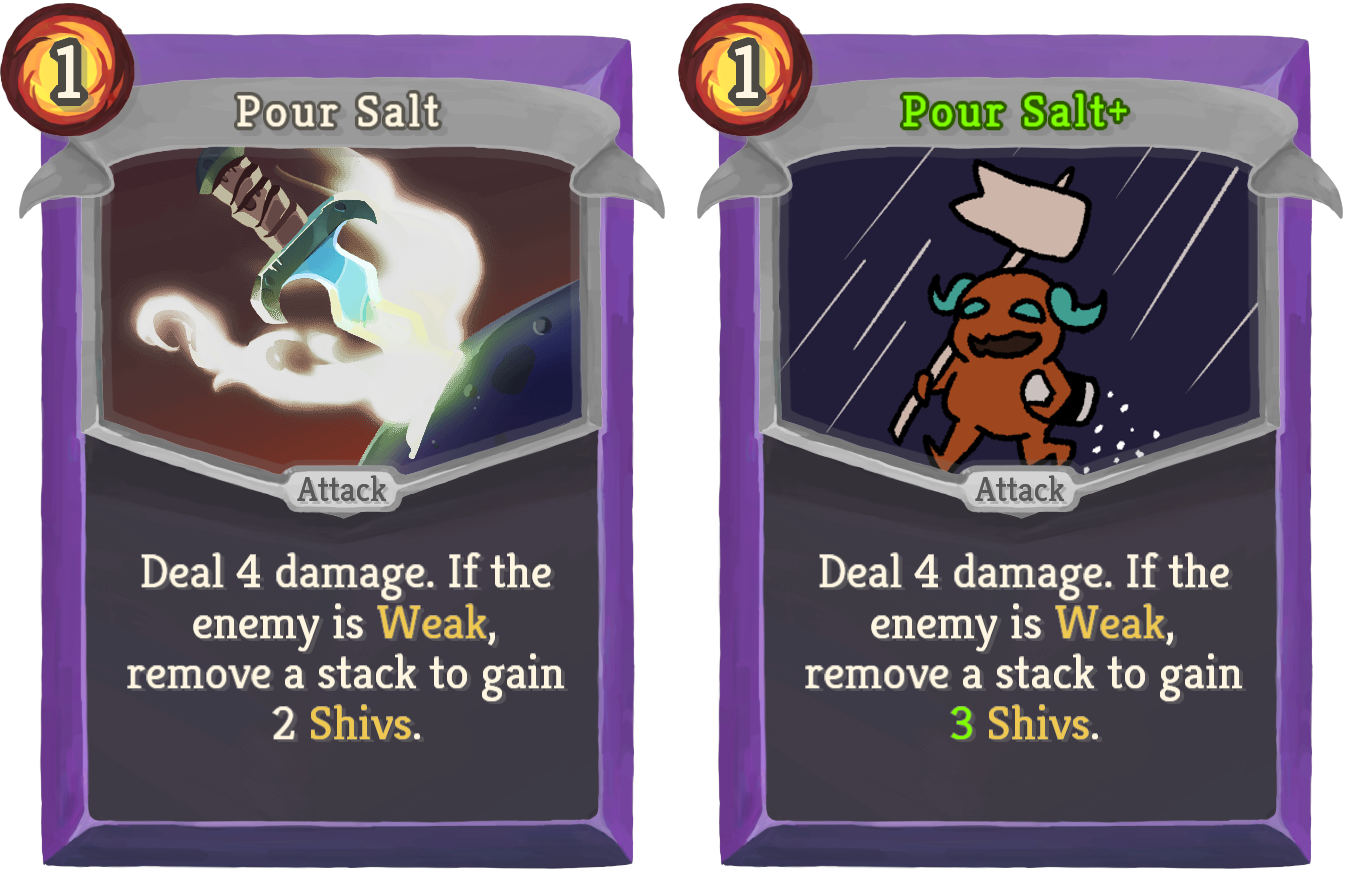 1
Pour Salt
Attack
Deal 4 damage. If the
enemy is Weak,
remove a stack to gain
2 Shivs.
1
Pour Salt+
Attack
Deal 4 damage. If the
enemy is Weak,
remove a stack to gain
3 Shivs.